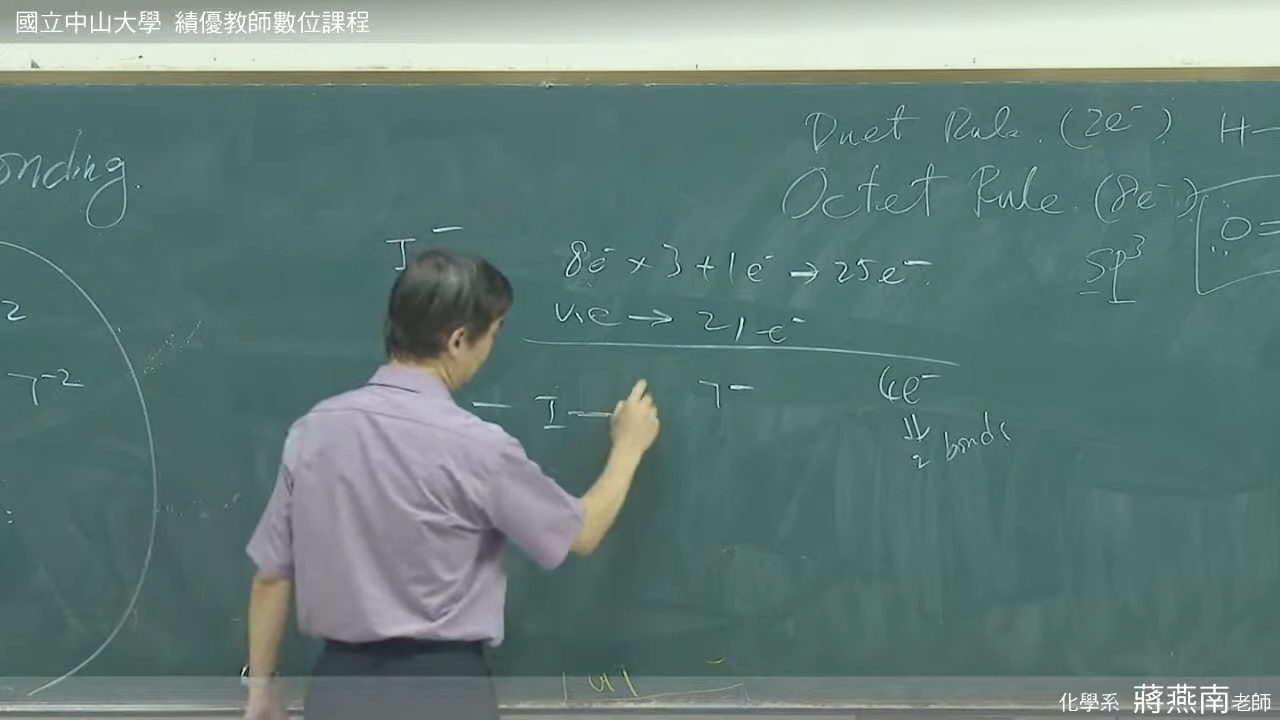 國立中山大學 績優教師數位課程
Duet Rule. (2e⁻) H—
onding.
Octet Rule. (8e⁻)
O=
sp³
I⁻
8e⁻ × 3 + 1e⁻ → 25e⁻
2
v.e → 21e⁻
I⁻²
— I —
I⁻
4e⁻
⇓
2 bonds
化學系 蔣燕南老師